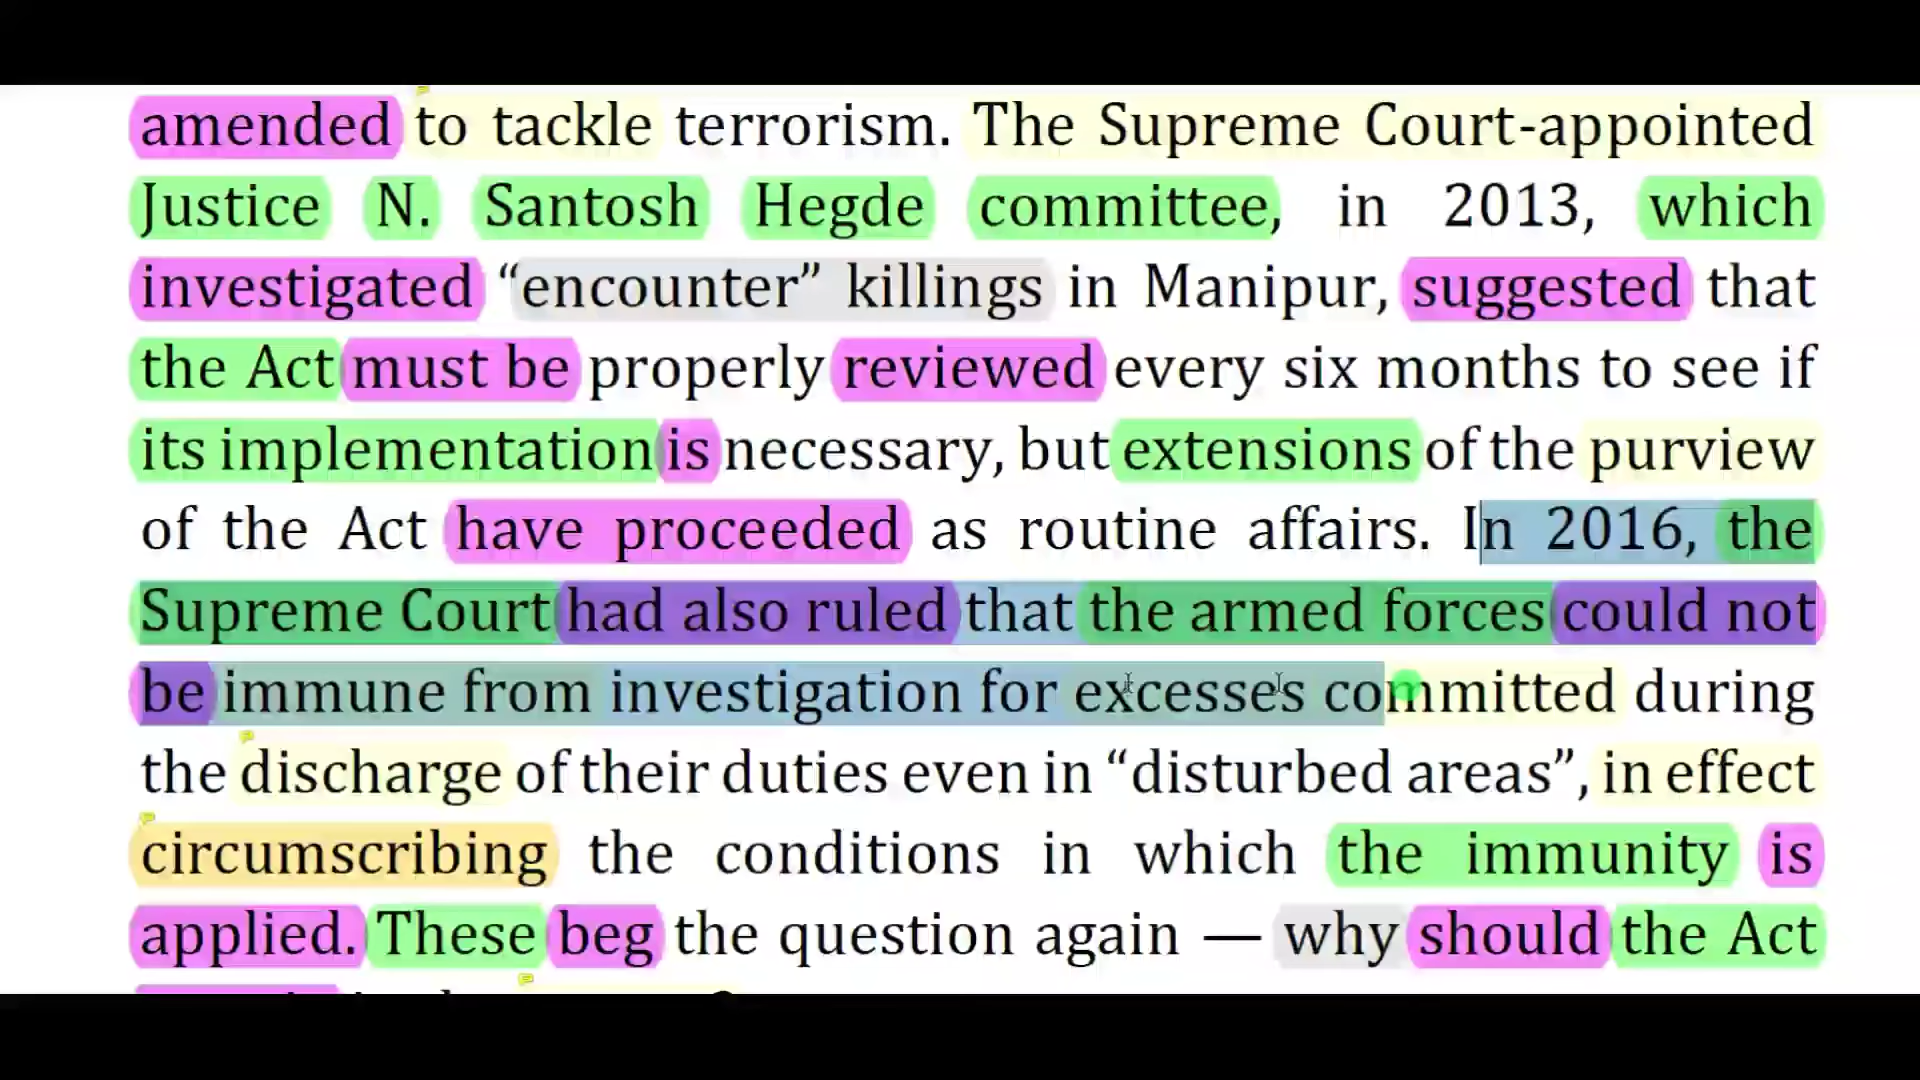 amended to tackle terrorism. The Supreme Court-appointed
Justice N. Santosh Hegde committee, in 2013, which
investigated “encounter” killings in Manipur, suggested that
the Act must be properly reviewed every six months to see if
its implementation is necessary, but extensions of the purview
of the Act have proceeded as routine affairs. In 2016, the
Supreme Court had also ruled that the armed forces could not
be immune from investigation for excesses committed during
the discharge of their duties even in “disturbed areas”, in effect
circumscribing the conditions in which the immunity is
applied. These beg the question again — why should the Act